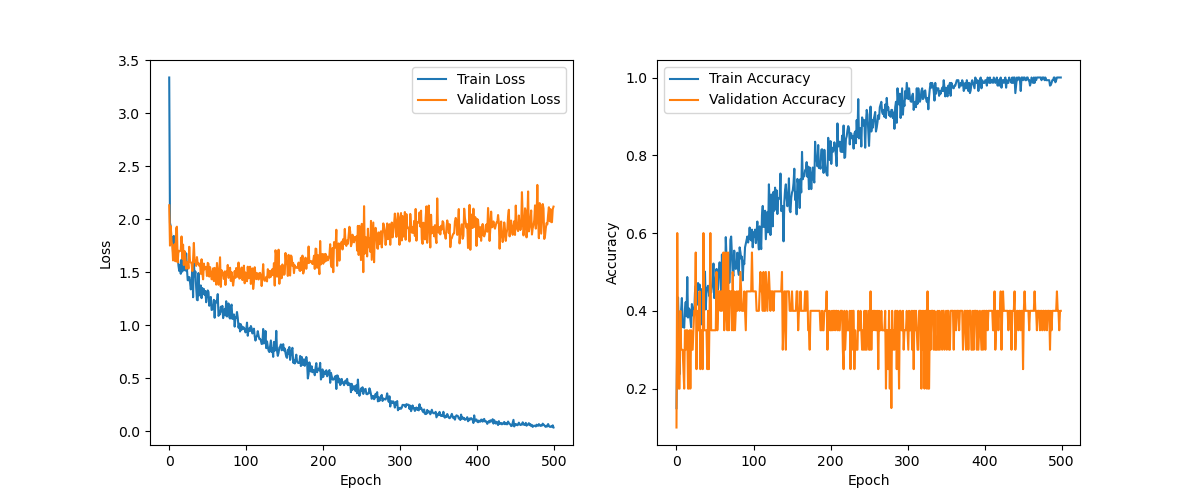 3.5
3.0
2.5
2.0
1.5
1.0
0.5
0.0
Loss
0 100 200 300 400 500
Epoch
Train Loss
Validation Loss
1.0
0.8
0.6
0.4
0.2
Accuracy
0 100 200 300 400 500
Epoch
Train Accuracy
Validation Accuracy